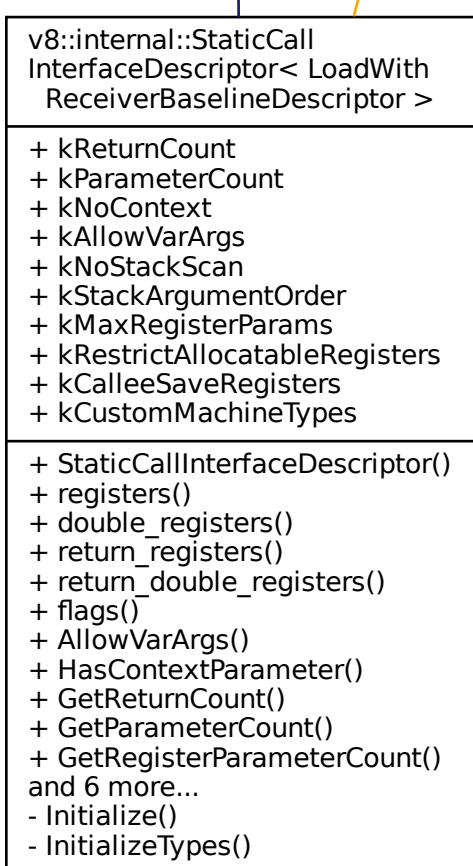 v8::internal::StaticCall
InterfaceDescriptor< LoadWith
ReceiverBaselineDescriptor >
+ kReturnCount
+ kParameterCount
+ kNoContext
+ kAllowVarArgs
+ kNoStackScan
+ kStackArgumentOrder
+ kMaxRegisterParams
+ kRestrictAllocatableRegisters
+ kCalleeSaveRegisters
+ kCustomMachineTypes
+ StaticCallInterfaceDescriptor()
+ registers()
+ double_registers()
+ return_registers()
+ return_double_registers()
+ flags()
+ AllowVarArgs()
+ HasContextParameter()
+ GetReturnCount()
+ GetParameterCount()
+ GetRegisterParameterCount()
and 6 more...
- Initialize()
- InitializeTypes()